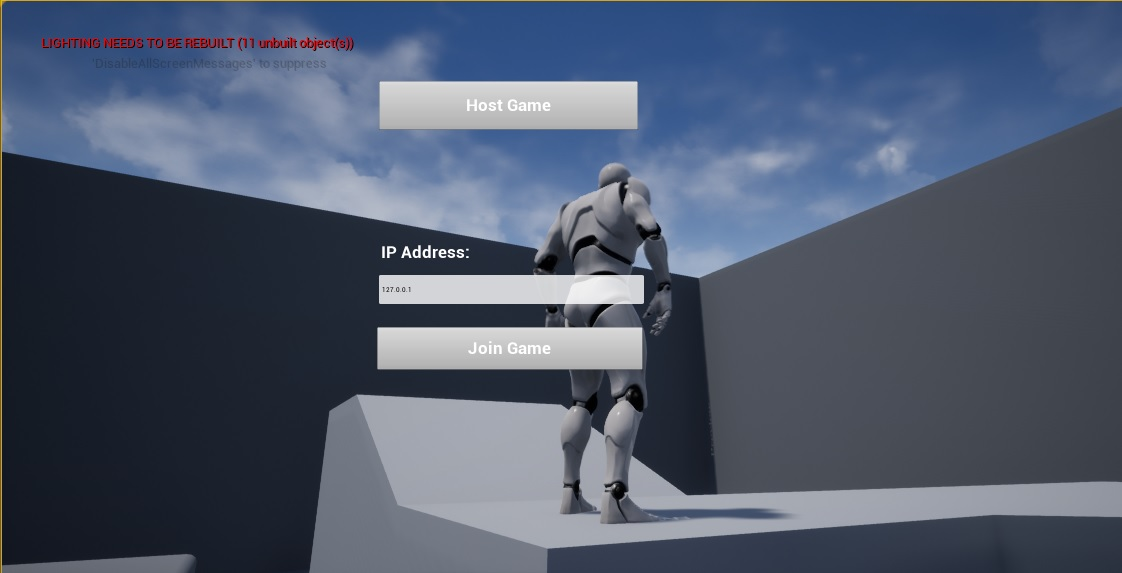 LIGHTING NEEDS TO BE REBUILT (11 unbuilt object(s))
'DisableAllScreenMessages' to suppress
Host Game
IP Address:
127.0.0.1
Join Game